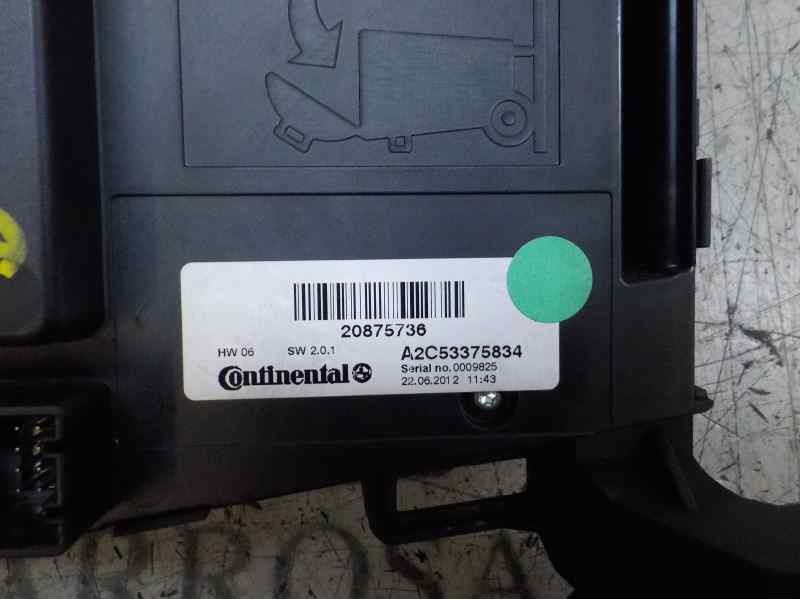 20875736
HW 06 SW 2.0.1 A2C53375834
Continental Serial no.0009825
22.06.2012 11:43